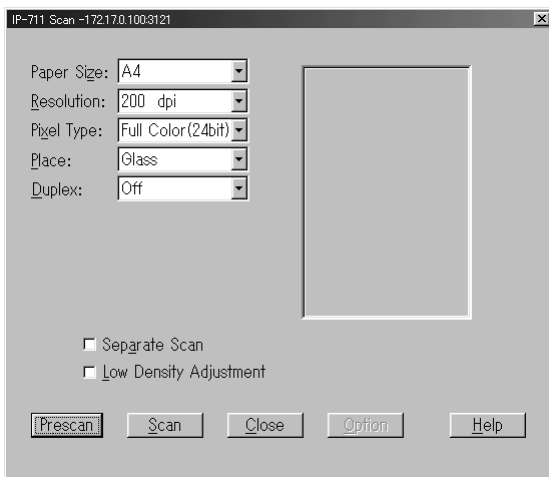 IP-711 Scan -172.17.0.100:3121
Paper Size: A4
Resolution: 200 dpi
Pixel Type: Full Color(24bit)
Place: Glass
Duplex: Off
Separate Scan
Low Density Adjustment
Prescan Scan Close Option Help